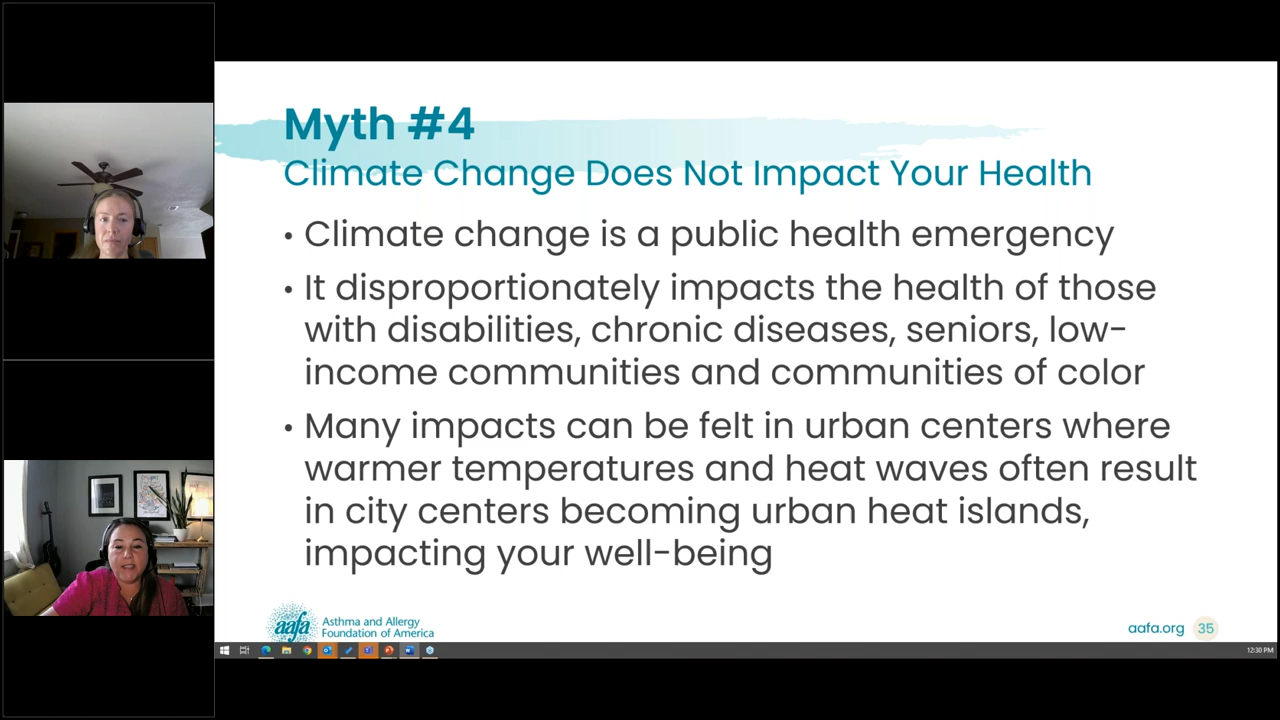 Myth #4
Climate Change Does Not Impact Your Health
• Climate change is a public health emergency
• It disproportionately impacts the health of those
with disabilities, chronic diseases, seniors, low-
income communities and communities of color
• Many impacts can be felt in urban centers where
warmer temperatures and heat waves often result
in city centers becoming urban heat islands,
impacting your well-being
aafa
Asthma and Allergy
Foundation of America
aafa.org 35
12:30 PM